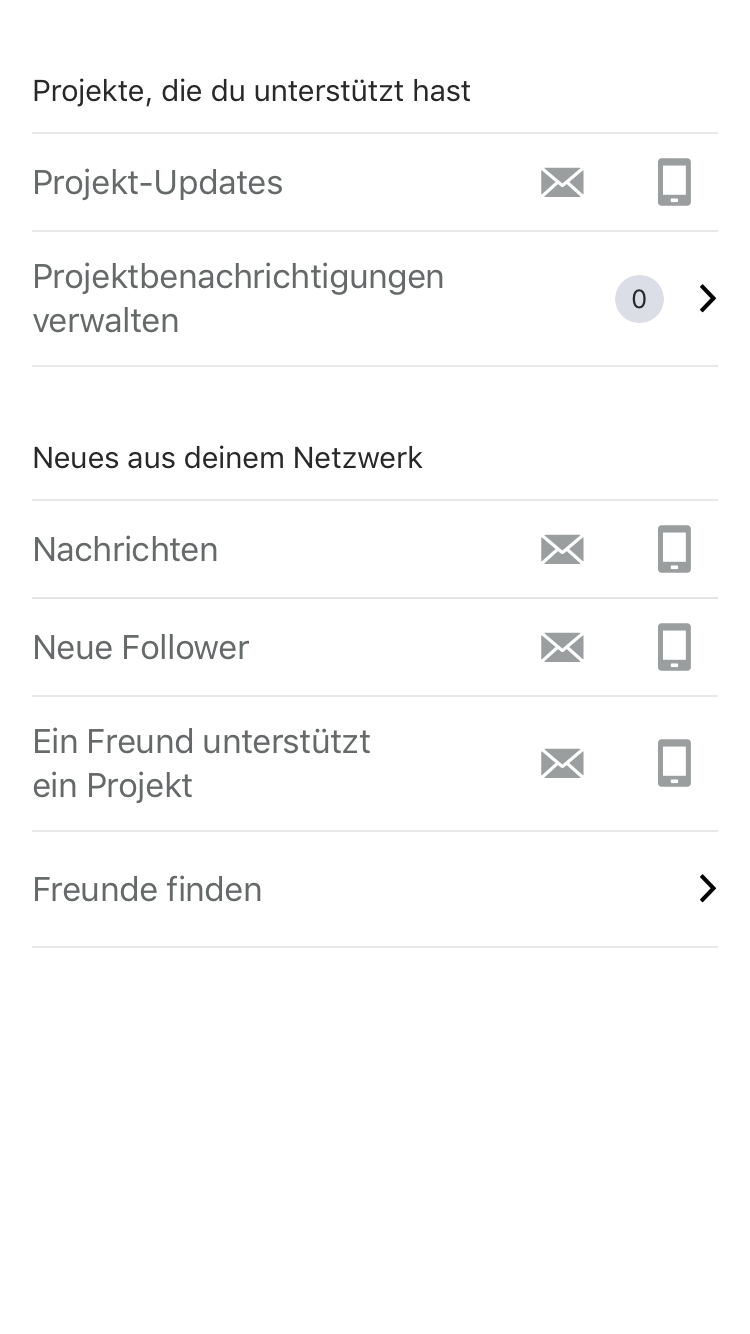 Projekte, die du unterstützt hast
Projekt-Updates
Projektbenachrichtigungen
verwalten
0
Neues aus deinem Netzwerk
Nachrichten
Neue Follower
Ein Freund unterstützt
ein Projekt
Freunde finden